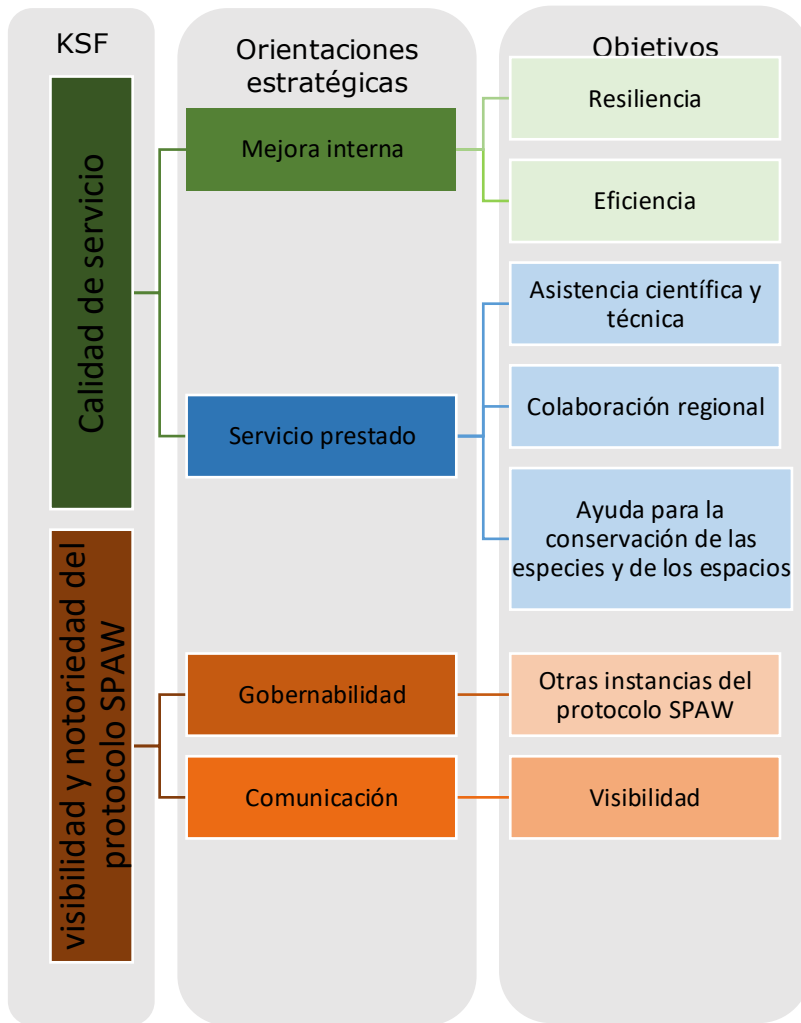 KSF
Orientaciones
estratégicas
Objetivos
Calidad de servicio
Mejora interna
Resiliencia
Eficiencia
Servicio prestado
Asistencia científica y
técnica
Colaboración regional
Ayuda para la
conservación de las
especies y de los espacios
visibilidad y notoriedad del
protocolo SPAW
Gobernabilidad
Otras instancias del
protocolo SPAW
Comunicación
Visibilidad